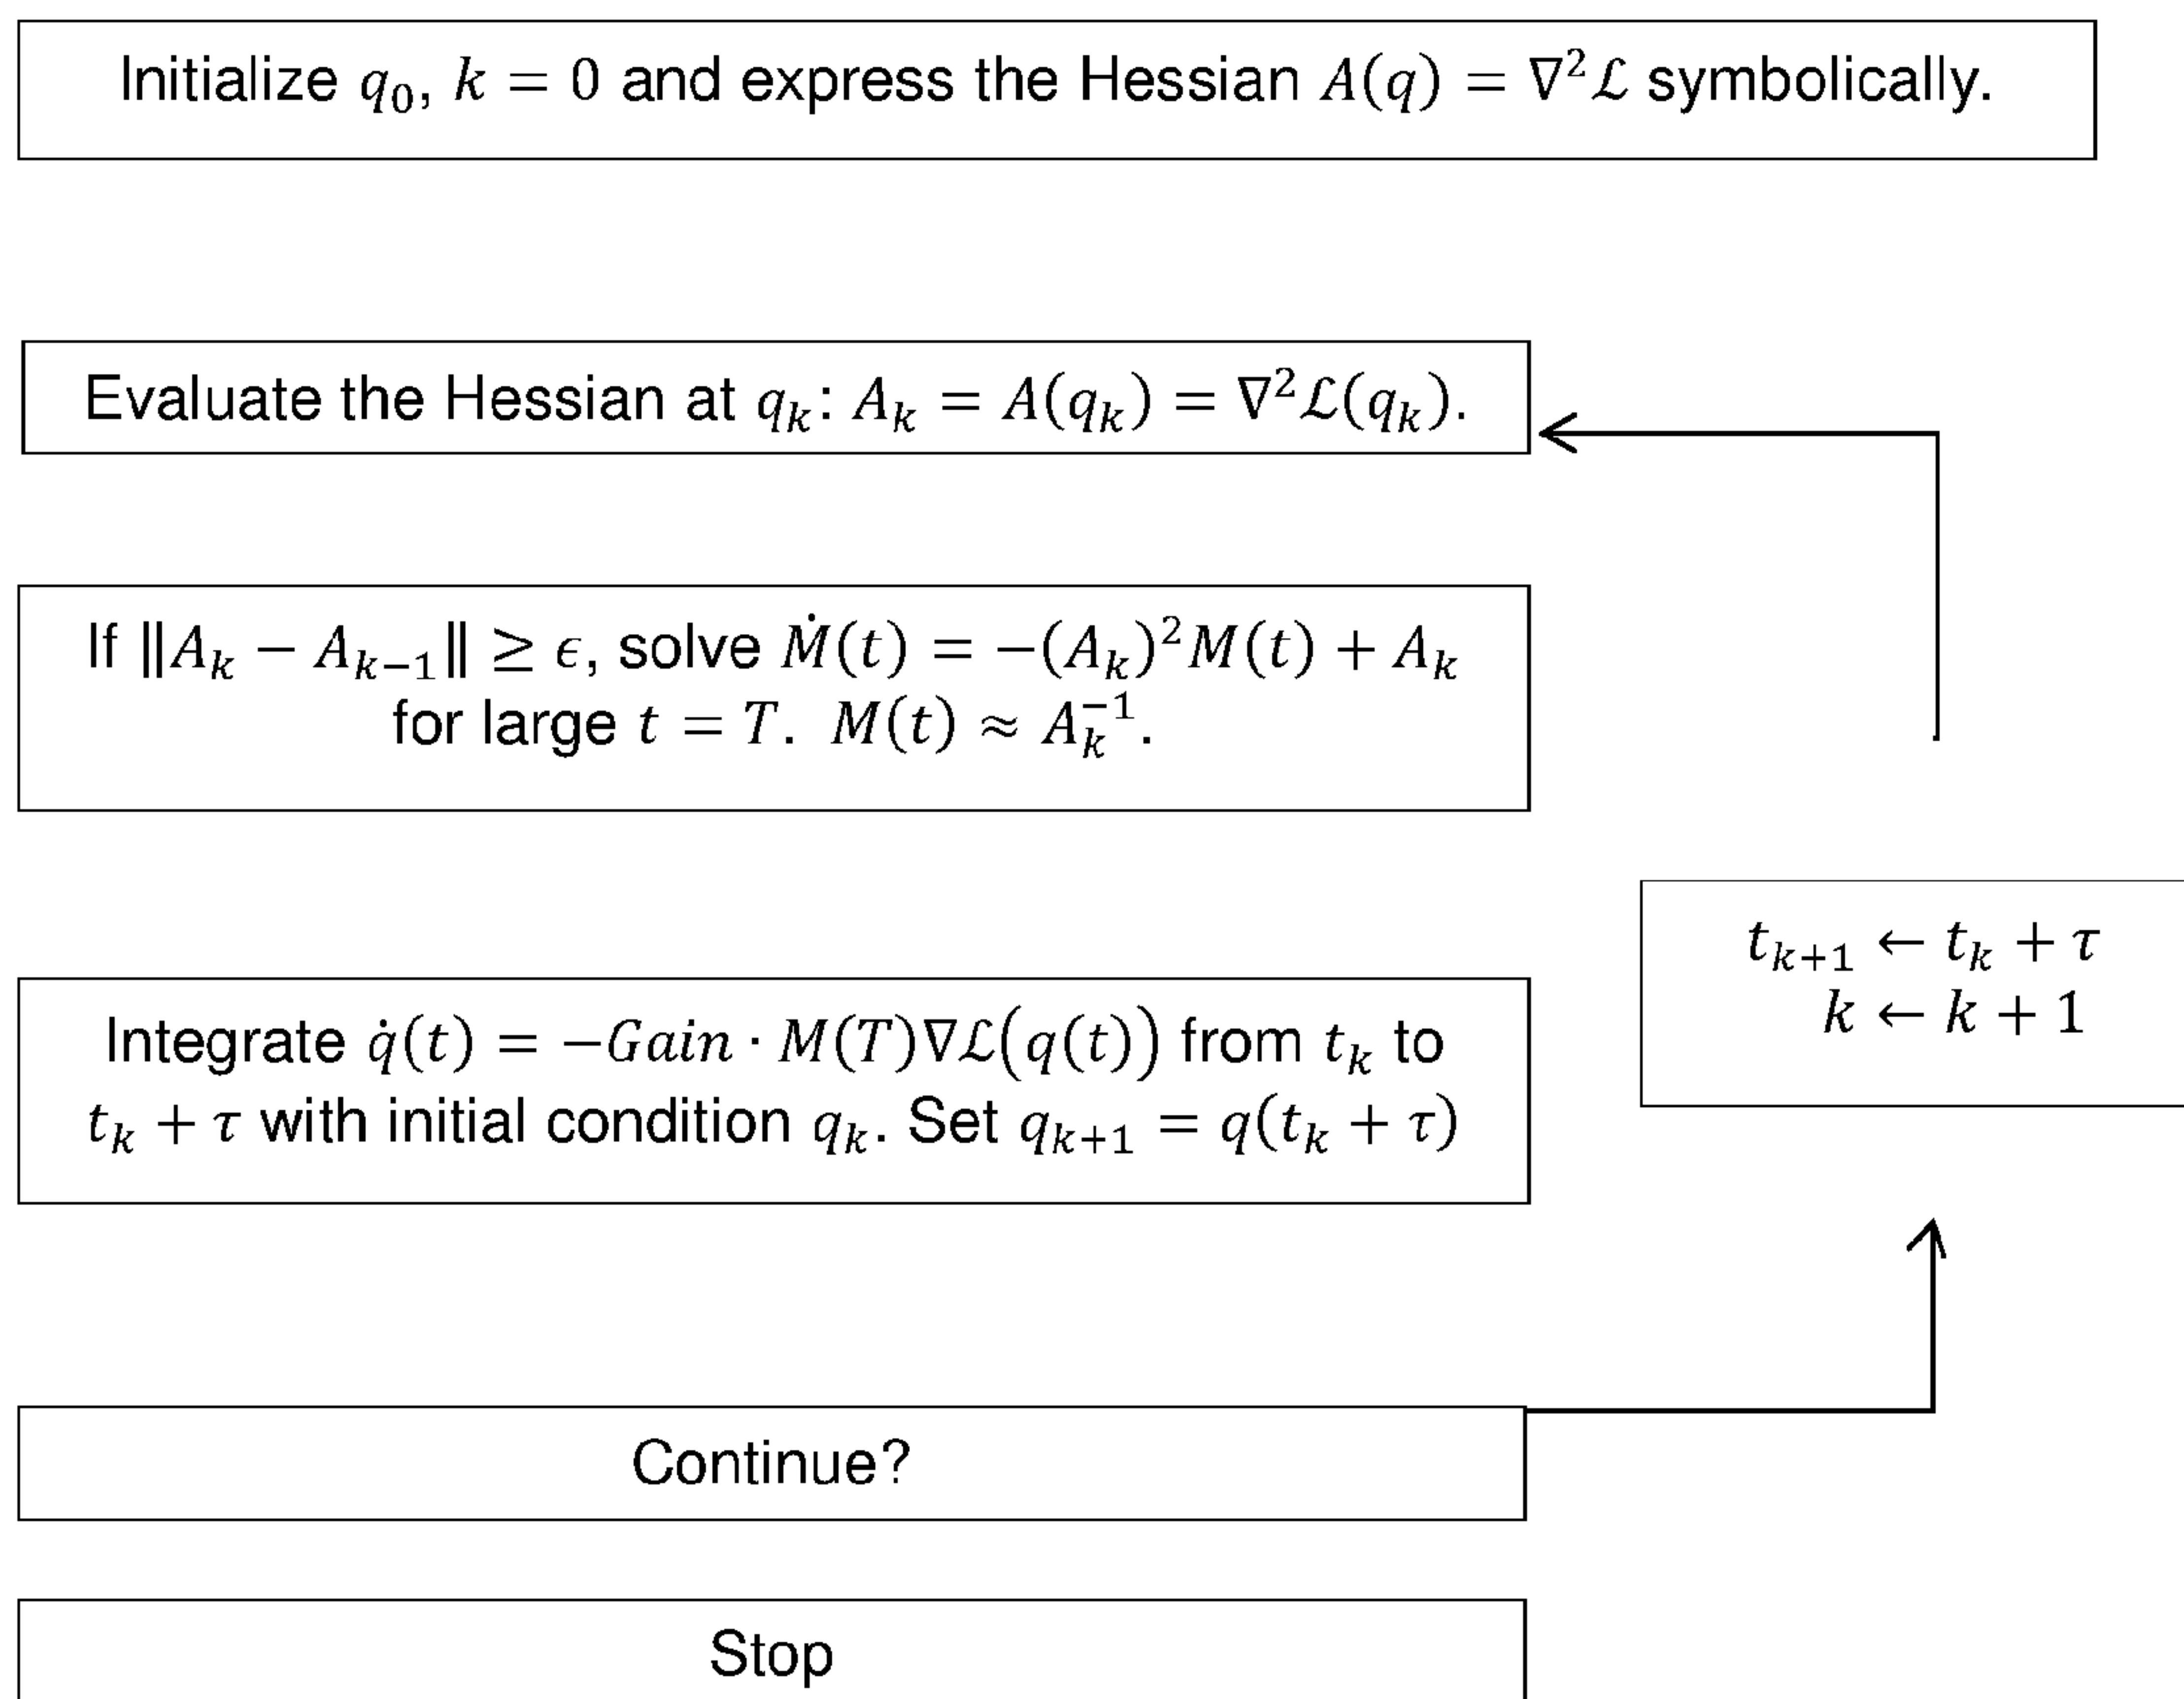 Initialize q₀, k = 0 and express the Hessian A(q) = ∇²ℒ symbolically.
Evaluate the Hessian at qₖ: Aₖ = A(qₖ) = ∇²ℒ(qₖ).
If ‖Aₖ − Aₖ₋₁‖ ≥ ϵ, solve Ṁ(t) = −(Aₖ)²M(t) + Aₖ
for large t = T. M(t) ≈ Aₖ⁻¹.
Integrate q̇(t) = −Gain · M(T)∇ℒ(q(t)) from tₖ to
tₖ + τ with initial condition qₖ. Set qₖ₊₁ = q(tₖ + τ)
tₖ₊₁ ← tₖ + τ
k ← k + 1
Continue?
Stop